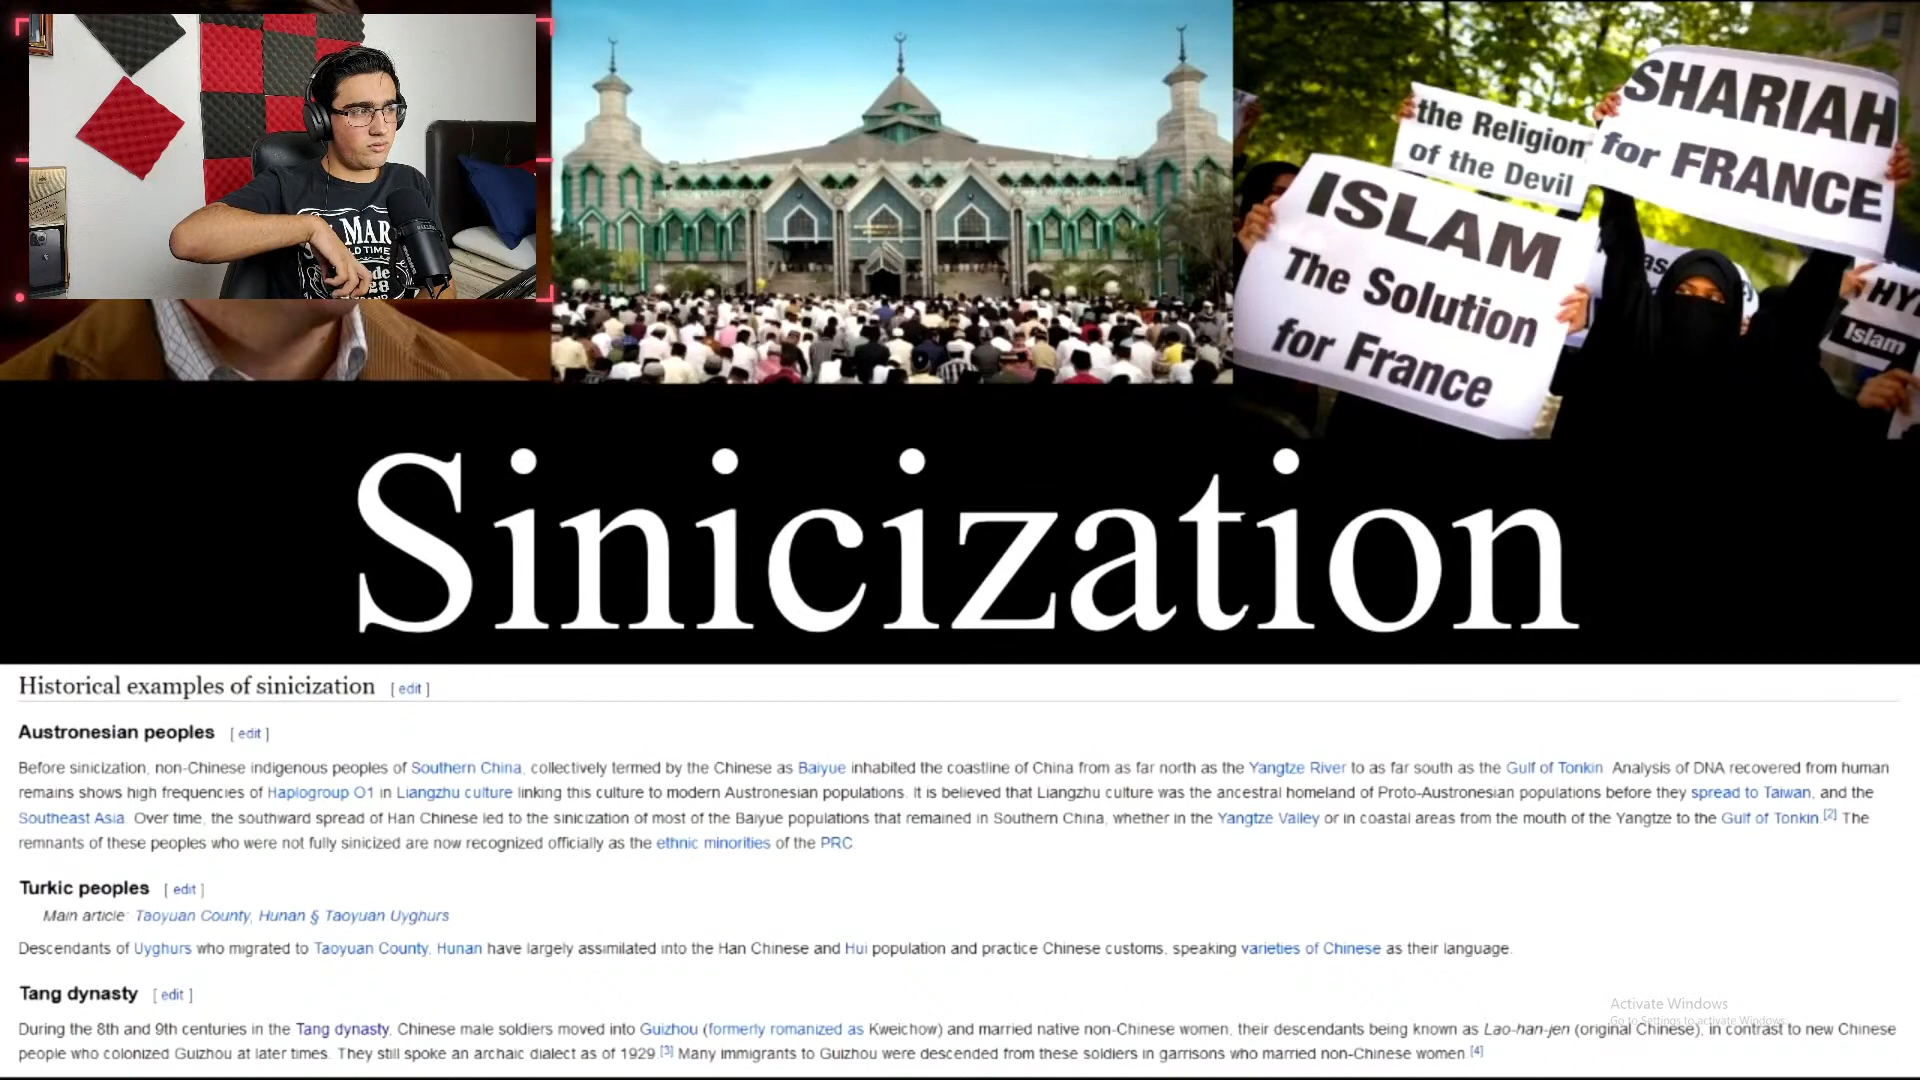 MAR
OLD TIME
the Religion
of the Devil
SHARIAH
for FRANCE
ISLAM
The Solution
for France
as
HY
Islam
Sinicization
Historical examples of sinicization [ edit ]
Austronesian peoples [ edit ]
Before sinicization, non-Chinese indigenous peoples of Southern China, collectively termed by the Chinese as Baiyue inhabited the coastline of China from as far north as the Yangtze River to as far south as the Gulf of Tonkin. Analysis of DNA recovered from human
remains shows high frequencies of Haplogroup O1 in Liangzhu culture linking this culture to modern Austronesian populations. It is believed that Liangzhu culture was the ancestral homeland of Proto-Austronesian populations before they spread to Taiwan, and the
Southeast Asia. Over time, the southward spread of Han Chinese led to the sinicization of most of the Baiyue populations that remained in Southern China, whether in the Yangtze Valley or in coastal areas from the mouth of the Yangtze to the Gulf of Tonkin.[2] The
remnants of these peoples who were not fully sinicized are now recognized officially as the ethnic minorities of the PRC.
Turkic peoples [ edit ]
Main article: Taoyuan County, Hunan § Taoyuan Uyghurs
Descendants of Uyghurs who migrated to Taoyuan County, Hunan have largely assimilated into the Han Chinese and Hui population and practice Chinese customs, speaking varieties of Chinese as their language.
Tang dynasty [ edit ]
During the 8th and 9th centuries in the Tang dynasty, Chinese male soldiers moved into Guizhou (formerly romanized as Kweichow) and married native non-Chinese women, their descendants being known as Lao-han-jen (original Chinese), in contrast to new Chinese
people who colonized Guizhou at later times. They still spoke an archaic dialect as of 1929.[3] Many immigrants to Guizhou were descended from these soldiers in garrisons who married non-Chinese women.[4]
Activate Windows
Go to Settings to activate Windows.